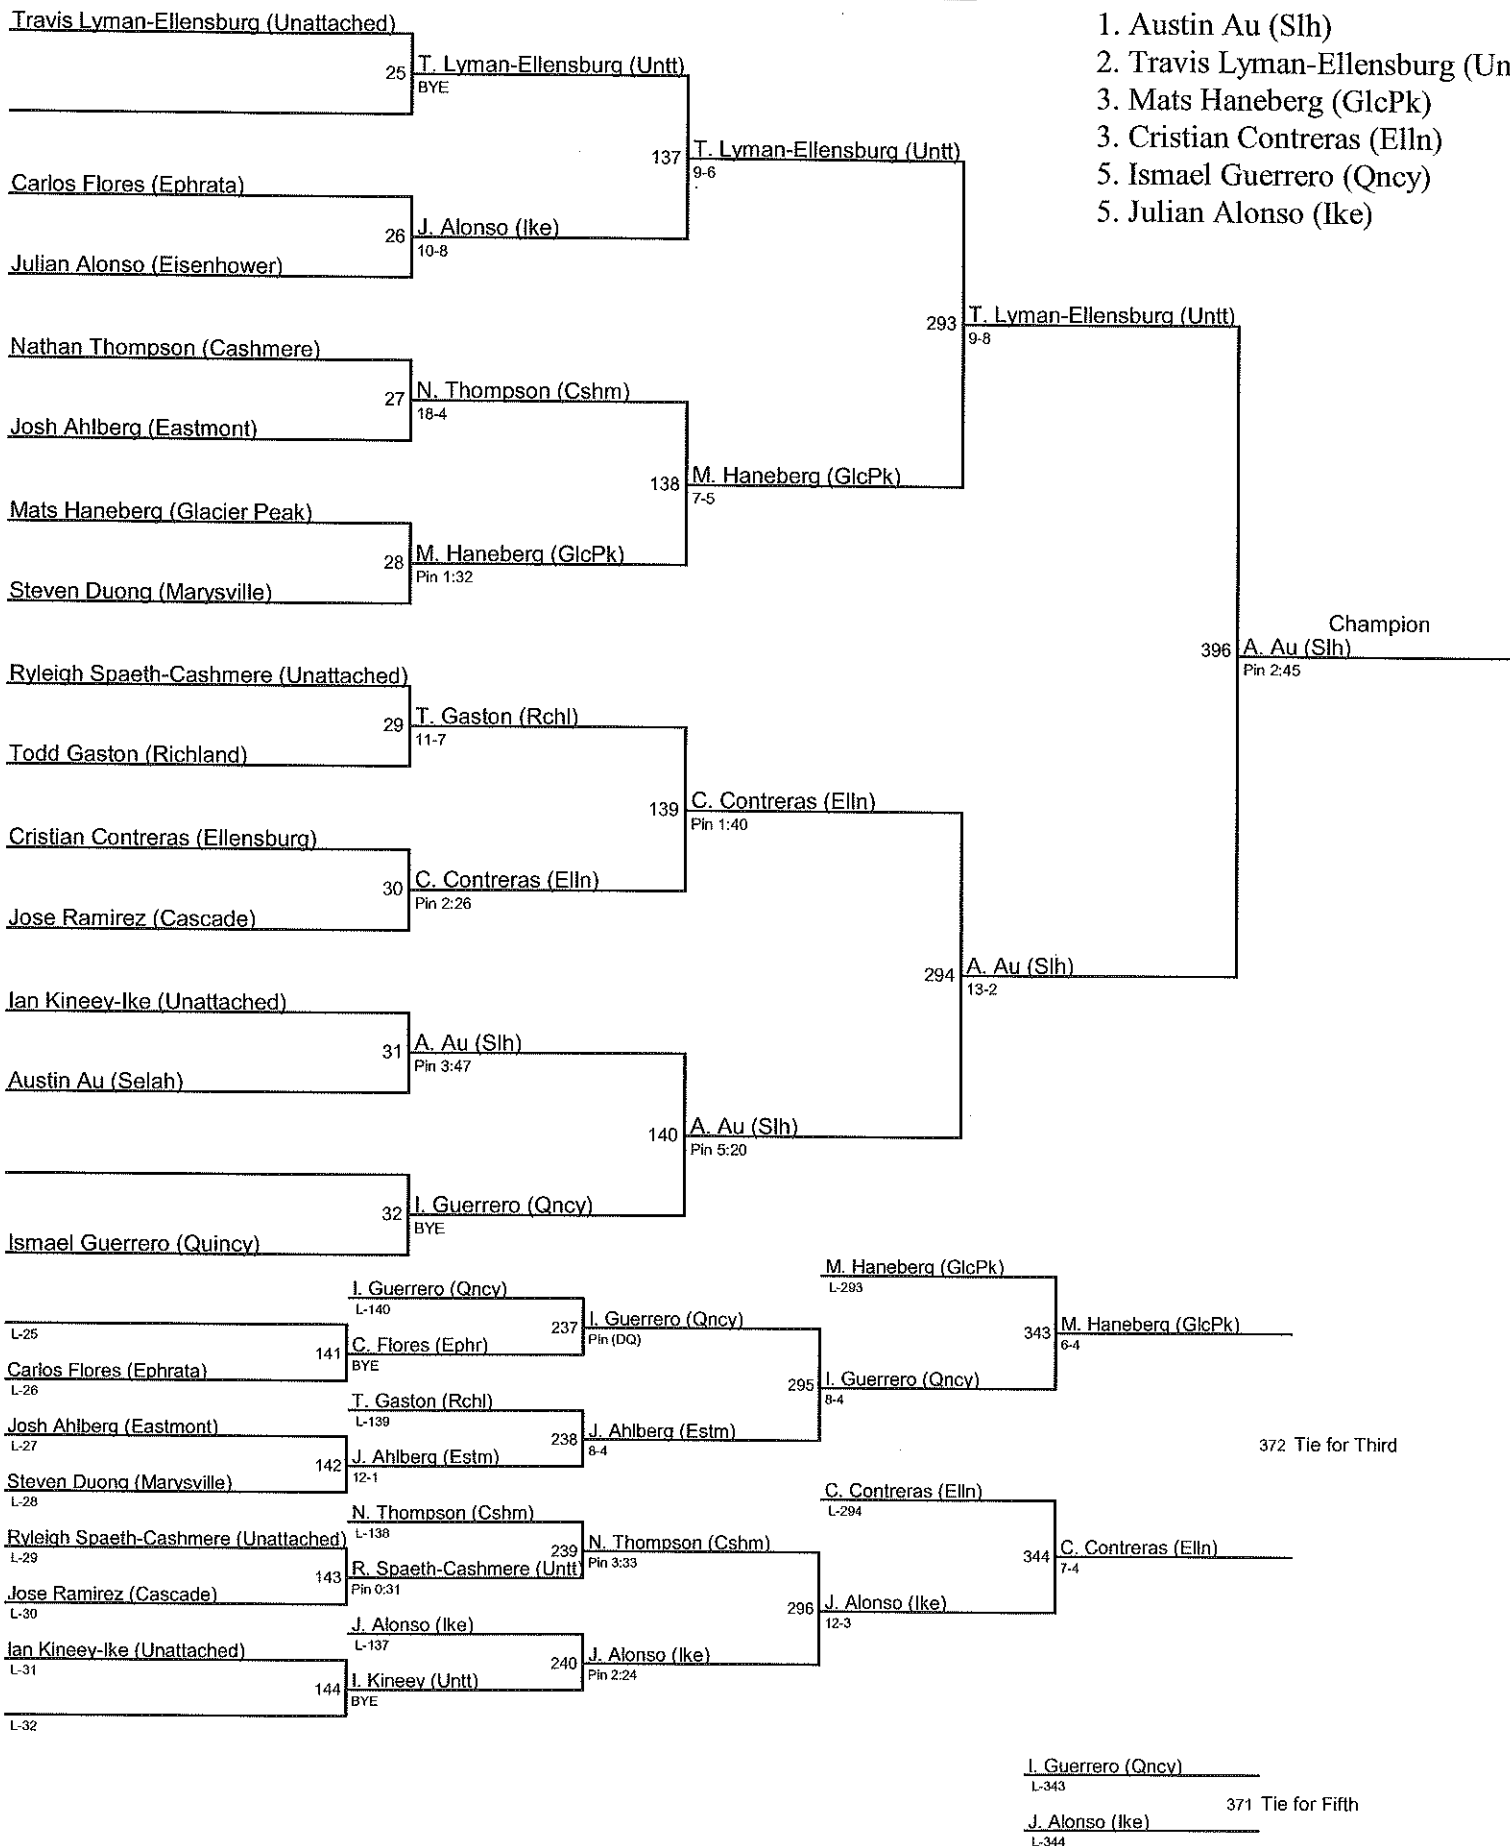 1. Austin Au (Slh)
2. Travis Lyman-Ellensburg (Un
3. Mats Haneberg (GlcPk)
3. Cristian Contreras (Elln)
5. Ismael Guerrero (Qncy)
5. Julian Alonso (Ike)
Travis Lyman-Ellensburg (Unattached)
25 T. Lyman-Ellensburg (Untt)
BYE
137 T. Lyman-Ellensburg (Untt)
9-6
Carlos Flores (Ephrata)
26 J. Alonso (Ike)
10-8
Julian Alonso (Eisenhower)
293 T. Lyman-Ellensburg (Untt)
9-8
Nathan Thompson (Cashmere)
27 N. Thompson (Cshm)
18-4
Josh Ahlberg (Eastmont)
138 M. Haneberg (GlcPk)
7-5
Mats Haneberg (Glacier Peak)
28 M. Haneberg (GlcPk)
Pin 1:32
Steven Duong (Marysville)
Champion
396 A. Au (Slh)
Pin 2:45
Ryleigh Spaeth-Cashmere (Unattached)
29 T. Gaston (Rchl)
11-7
Todd Gaston (Richland)
139 C. Contreras (Elln)
Pin 1:40
Cristian Contreras (Ellensburg)
30 C. Contreras (Elln)
Pin 2:26
Jose Ramirez (Cascade)
294 A. Au (Slh)
13-2
Ian Kineey-Ike (Unattached)
31 A. Au (Slh)
Pin 3:47
Austin Au (Selah)
140 A. Au (Slh)
Pin 5:20
32 I. Guerrero (Qncy)
BYE
Ismael Guerrero (Quincy)
M. Haneberg (GlcPk)
L-293
I. Guerrero (Qncy)
L-140
237 I. Guerrero (Qncy)
Pin (DQ)
343 M. Haneberg (GlcPk)
6-4
L-25
141 C. Flores (Ephr)
BYE
Carlos Flores (Ephrata)
L-26
295 I. Guerrero (Qncy)
8-4
T. Gaston (Rchl)
L-139
Josh Ahlberg (Eastmont)
L-27
238 J. Ahlberg (Estm)
8-4
372 Tie for Third
142 J. Ahlberg (Estm)
12-1
Steven Duong (Marysville)
L-28
C. Contreras (Elln)
L-294
N. Thompson (Cshm)
L-138
Ryleigh Spaeth-Cashmere (Unattached)
L-29
239 N. Thompson (Cshm)
Pin 3:33
344 C. Contreras (Elln)
7-4
143 R. Spaeth-Cashmere (Untt)
Pin 0:31
Jose Ramirez (Cascade)
L-30
296 J. Alonso (Ike)
12-3
J. Alonso (Ike)
L-137
Ian Kineey-Ike (Unattached)
L-31
240 J. Alonso (Ike)
Pin 2:24
144 I. Kineey (Untt)
BYE
L-32
I. Guerrero (Qncy)
L-343
371 Tie for Fifth
J. Alonso (Ike)
L-344